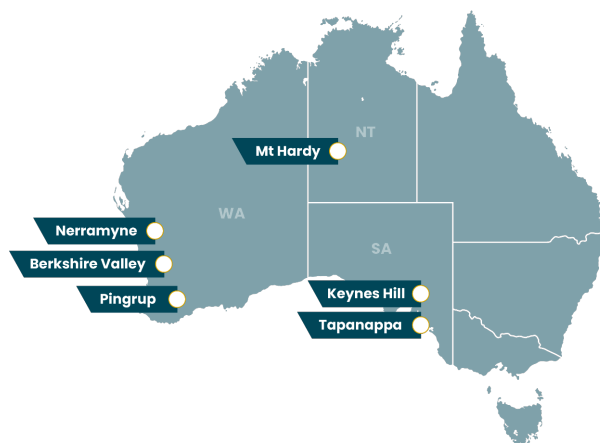 NT
Mt Hardy
WA
Nerramyne
SA
Berkshire Valley
Keynes Hill
Pingrup
Tapanappa